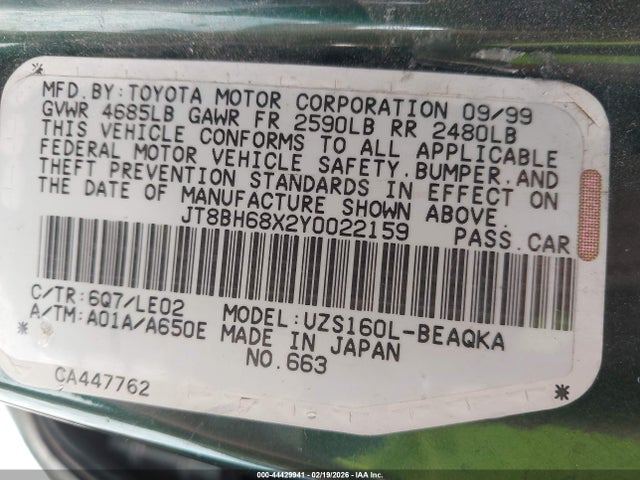 MFD.BY:TOYOTA MOTOR CORPORATION 09/99
GVWR 4685LB GAWR FR 2590LB RR 2480LB
THIS VEHICLE CONFORMS TO ALL APPLICABLE
FEDERAL MOTOR VEHICLE SAFETY.BUMPER.AND
THEFT PREVENTION STANDARDS IN EFFECT ON
THE DATE OF MANUFACTURE SHOWN ABOVE.
JT8BH68X2Y0022159 PASS.CAR
C/TR:6Q7/LE02 MODEL:UZS160L-BEAQKA
A/TM:A01A/A650E MADE IN JAPAN
NO.663
CA447762
000-44429941 - 02/19/2026 - IAA Inc.